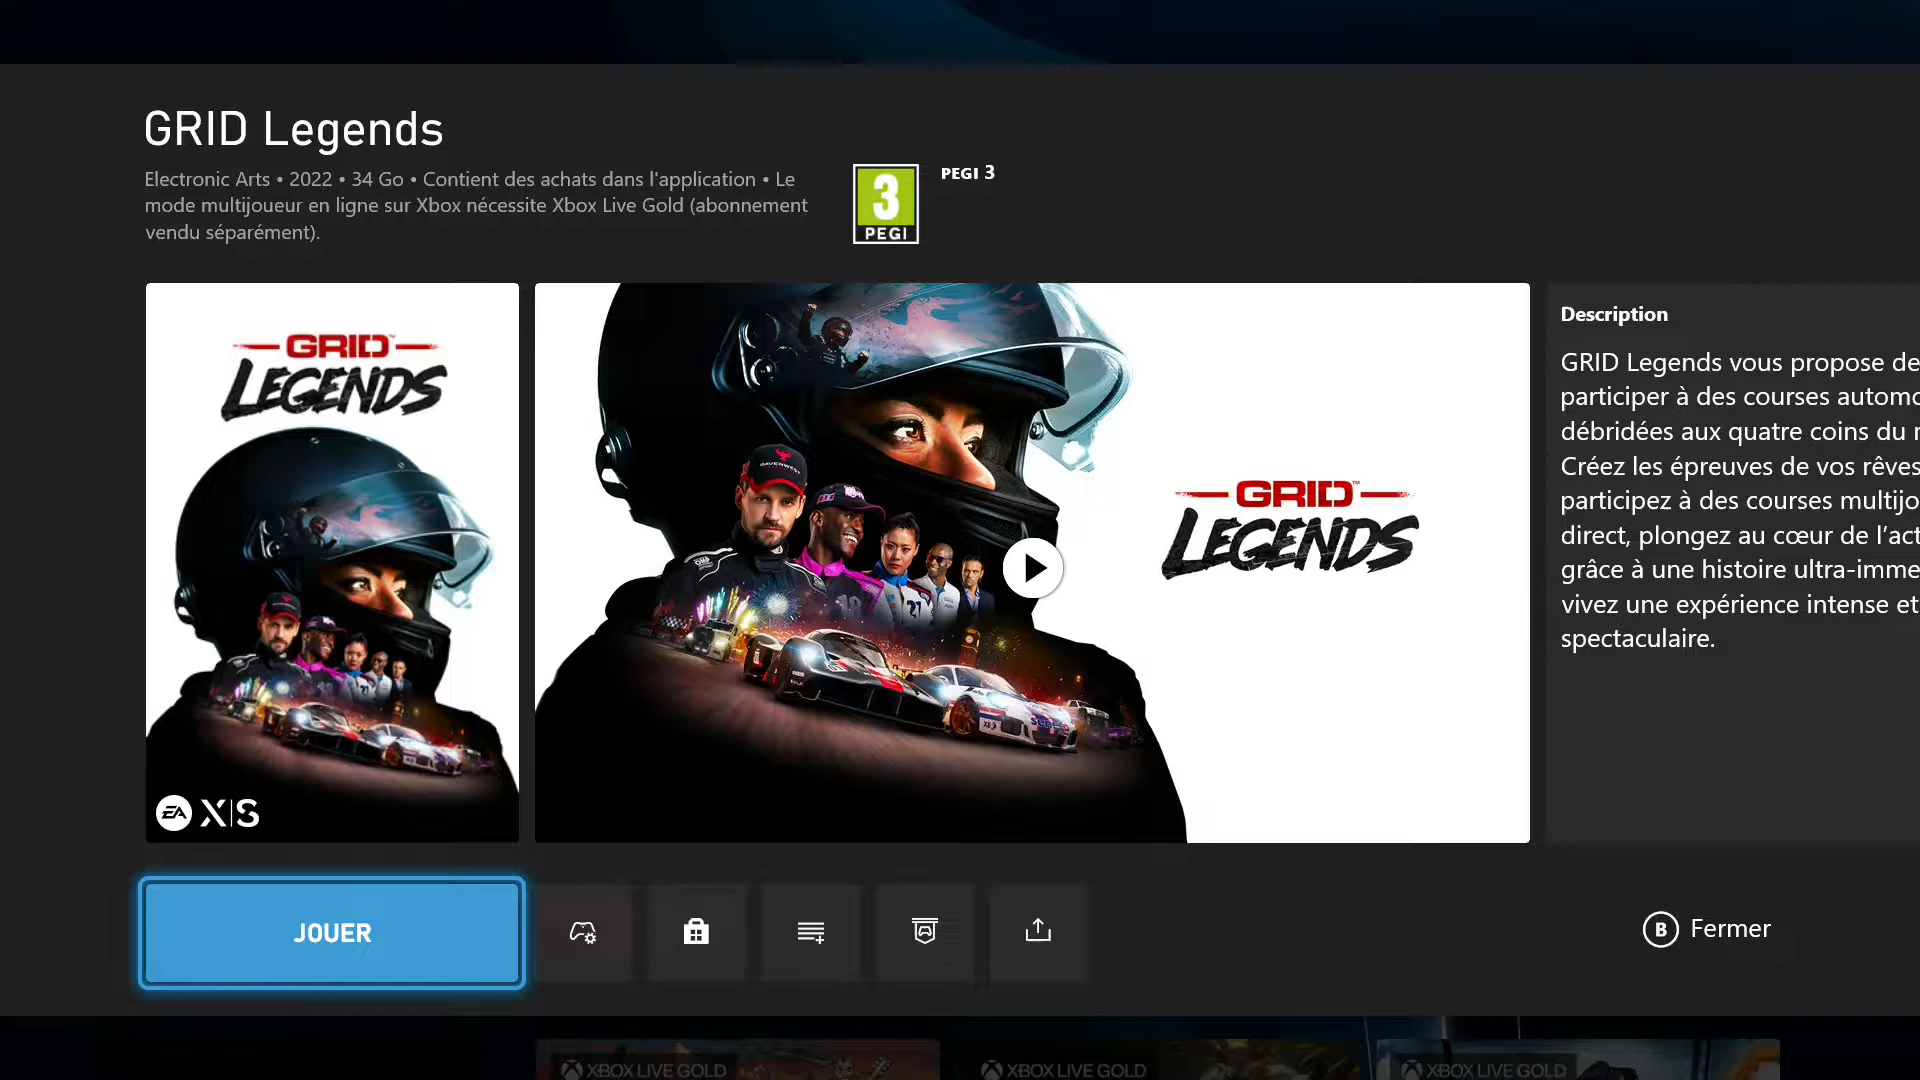 GRID Legends
Electronic Arts • 2022 • 34 Go • Contient des achats dans l'application • Le
mode multijoueur en ligne sur Xbox nécessite Xbox Live Gold (abonnement
vendu séparément).
3
PEGI
PEGI 3
GRID™
LEGENDS
EA X|S
RAVENWEST
GRID™
LEGENDS
Description
GRID Legends vous propose de
participer à des courses automo
débridées aux quatre coins du
Créez les épreuves de vos rêves
participez à des courses multijo
direct, plongez au cœur de l’act
grâce à une histoire ultra-imme
vivez une expérience intense et
spectaculaire.
JOUER
B Fermer
XBOX LIVE GOLD
XBOX LIVE GOLD
XBOX LIVE GOLD